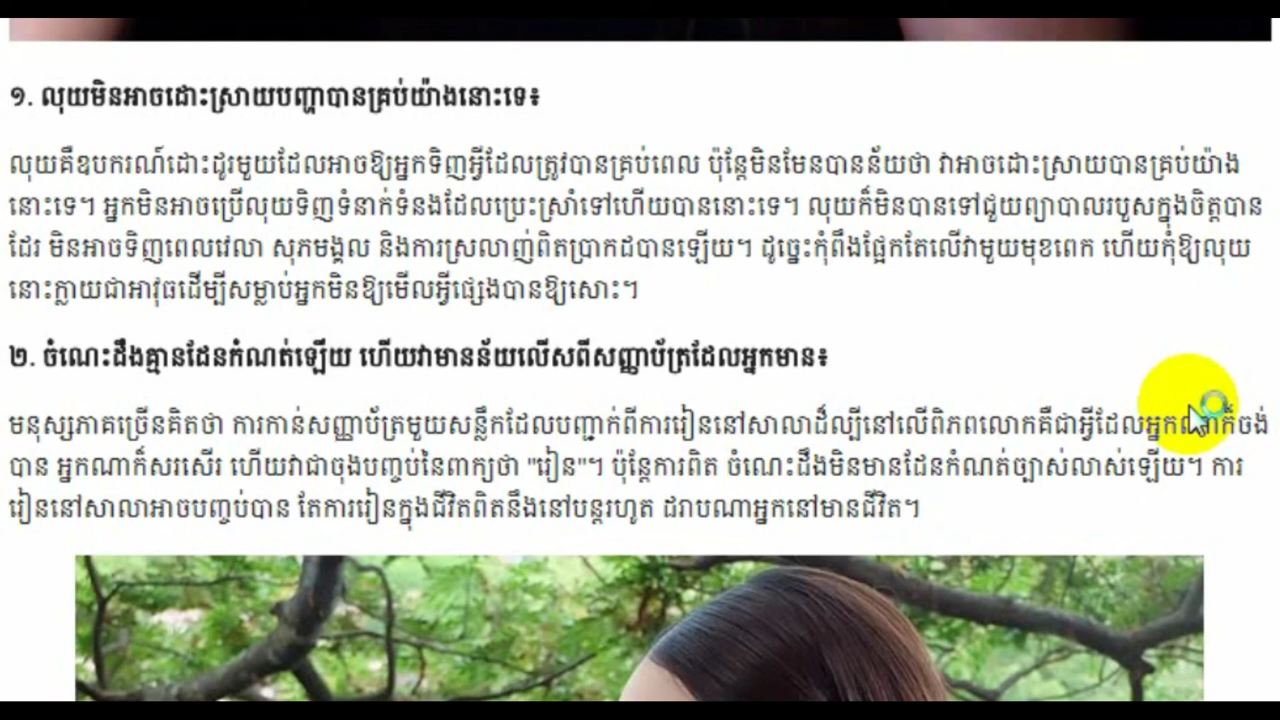 ១. លុយមិនអាចដោះស្រាយបញ្ហាបានគ្រប់យ៉ាងនោះទេ៖
លុយគឺឧបករណ៍ដោះដូរមួយដែលអាចឱ្យអ្នកទិញអ្វីដែលត្រូវបានគ្រប់ពេល ប៉ុន្តែមិនមែនបានន័យថា វាអាចដោះស្រាយបានគ្រប់យ៉ាង
នោះទេ។ អ្នកមិនអាចប្រើលុយទិញទំនាក់ទំនងដែលប្រេះស្រាំទៅហើយបាននោះទេ។ លុយក៏មិនបានទៅជួយព្យាបាលរបួសក្នុងចិត្តបាន
ដែរ មិនអាចទិញពេលវេលា សុភមង្គល និងការស្រលាញ់ពិតប្រាកដបានឡើយ។ ដូច្នេះកុំពឹងផ្អែកតែលើវាមួយមុខពេក ហើយកុំឱ្យលុយ
នោះក្លាយជាអាវុធដើម្បីសម្លាប់អ្នកមិនឱ្យមើលអ្វីផ្សេងបានឱ្យសោះ។
២. ចំណេះដឹងគ្មានដែនកំណត់ឡើយ ហើយវាមានន័យលើសពីសញ្ញាប័ត្រដែលអ្នកមាន៖
មនុស្សភាគច្រើនគិតថា ការកាន់សញ្ញាប័ត្រមួយសន្លឹកដែលបញ្ជាក់ពីការរៀននៅសាលាដ៏ល្បីនៅលើពិភពលោកគឺជាអ្វីដែលអ្នកណាក៏ចង់
បាន អ្នកណាក៏សរសើរ ហើយវាជាចុងបញ្ចប់នៃពាក្យថា "រៀន"។ ប៉ុន្តែការពិត ចំណេះដឹងមិនមានដែនកំណត់ច្បាស់លាស់ឡើយ។ ការ
រៀននៅសាលាអាចបញ្ចប់បាន តែការរៀនក្នុងជីវិតពិតនឹងនៅបន្តរហូត ដរាបណាអ្នកនៅមានជីវិត។